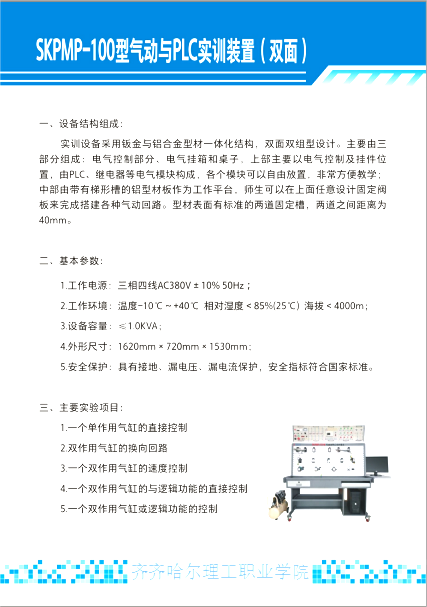 SKPMP-100型气动与PLC实训装置（双面）
一、设备结构组成：
实训设备采用钣金与铝合金型材一体化结构，双面双组型设计。主要由三
部分组成：电气控制部分、电气挂箱和桌子，上部主要以电气控制及挂件位
置，由PLC、继电器等电气模块构成，各个模块可以自由放置，非常方便教学；
中部由带有梯形槽的铝型材板作为工作平台，师生可以在上面任意设计固定阀
板来完成搭建各种气动回路。型材表面有标准的两道固定槽，两道之间距离为
40mm。
二、基本参数：
1.工作电源：三相四线AC380V±10% 50Hz；
2.工作环境：温度-10℃～+40℃ 相对湿度＜85%(25℃) 海拔＜4000m；
3.设备容量：≤1.0KVA；
4.外形尺寸：1620mm×720mm×1530mm；
5.安全保护：具有接地、漏电压、漏电流保护，安全指标符合国家标准。
三、主要实验项目：
1.一个单作用气缸的直接控制
2.双作用气缸的换向回路
3.一个双作用气缸的速度控制
4.一个双作用气缸的与逻辑功能的直接控制
5.一个双作用气缸或逻辑功能的控制
齐齐哈尔理工职业学院